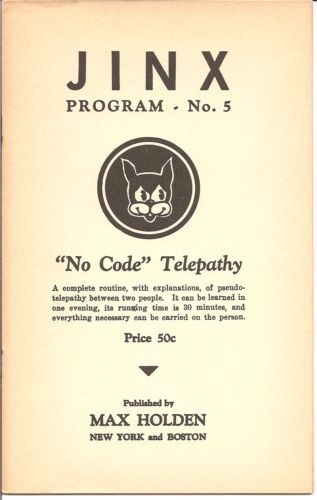 JINX
PROGRAM - No. 5
"No Code" Telepathy
A complete routine, with explanations, of pseudo-
telepathy between two people. It can be learned in
one evening, its running time is 30 minutes, and
everything necessary can be carried on the person.
Price 50c
Published by
MAX HOLDEN
NEW YORK and BOSTON